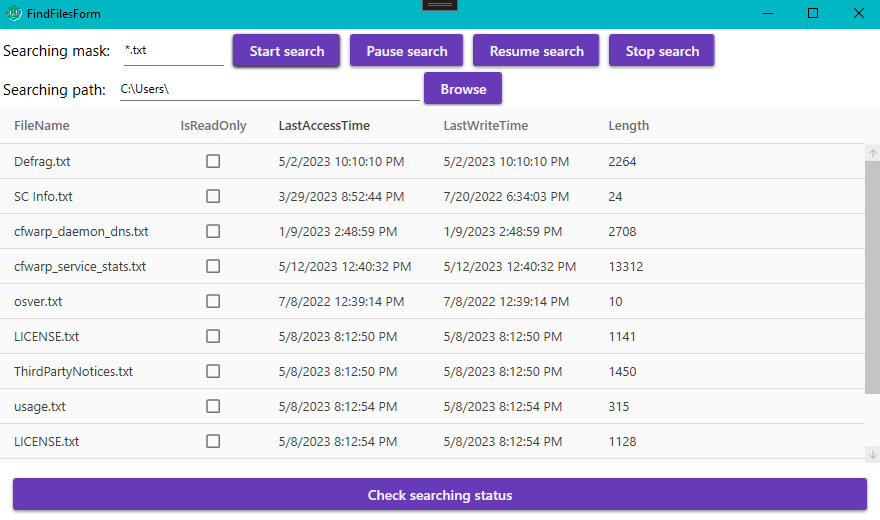 FindFilesForm
Searching mask: *.txt Start search Pause search Resume search Stop search
Searching path: C:\Users\ Browse
FileName IsReadOnly LastAccessTime LastWriteTime Length
Defrag.txt 5/2/2023 10:10:10 PM 5/2/2023 10:10:10 PM 2264
SC Info.txt 3/29/2023 8:52:44 PM 7/20/2022 6:34:03 PM 24
cfwarp_daemon_dns.txt 1/9/2023 2:48:59 PM 1/9/2023 2:48:59 PM 2708
cfwarp_service_stats.txt 5/12/2023 12:40:32 PM 5/12/2023 12:40:32 PM 13312
osver.txt 7/8/2022 12:39:14 PM 7/8/2022 12:39:14 PM 10
LICENSE.txt 5/8/2023 8:12:50 PM 5/8/2023 8:12:50 PM 1141
ThirdPartyNotices.txt 5/8/2023 8:12:50 PM 5/8/2023 8:12:50 PM 1450
usage.txt 5/8/2023 8:12:54 PM 5/8/2023 8:12:54 PM 315
LICENSE.txt 5/8/2023 8:12:54 PM 5/8/2023 8:12:54 PM 1128
Check searching status